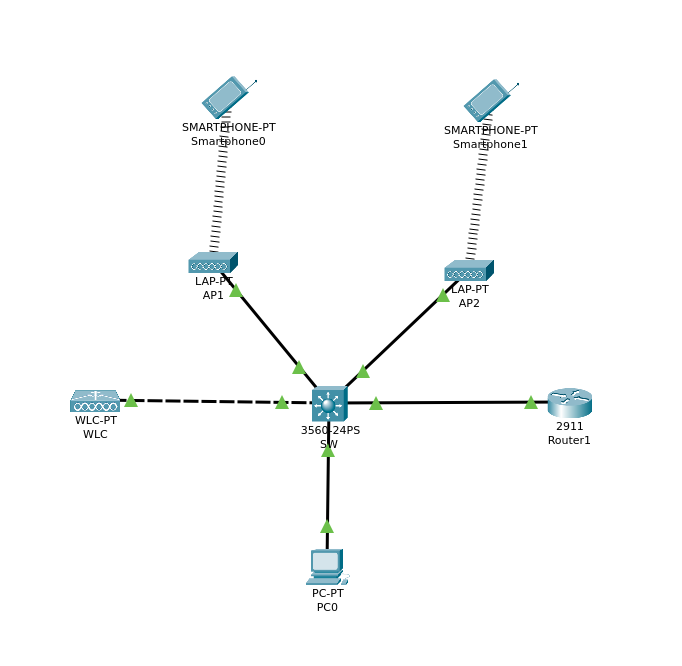 SMARTPHONE-PT
Smartphone0
SMARTPHONE-PT
Smartphone1
LAP-PT
AP1
LAP-PT
AP2
WLC-PT
WLC
3560-24PS
SW
2911
Router1
PC-PT
PC0